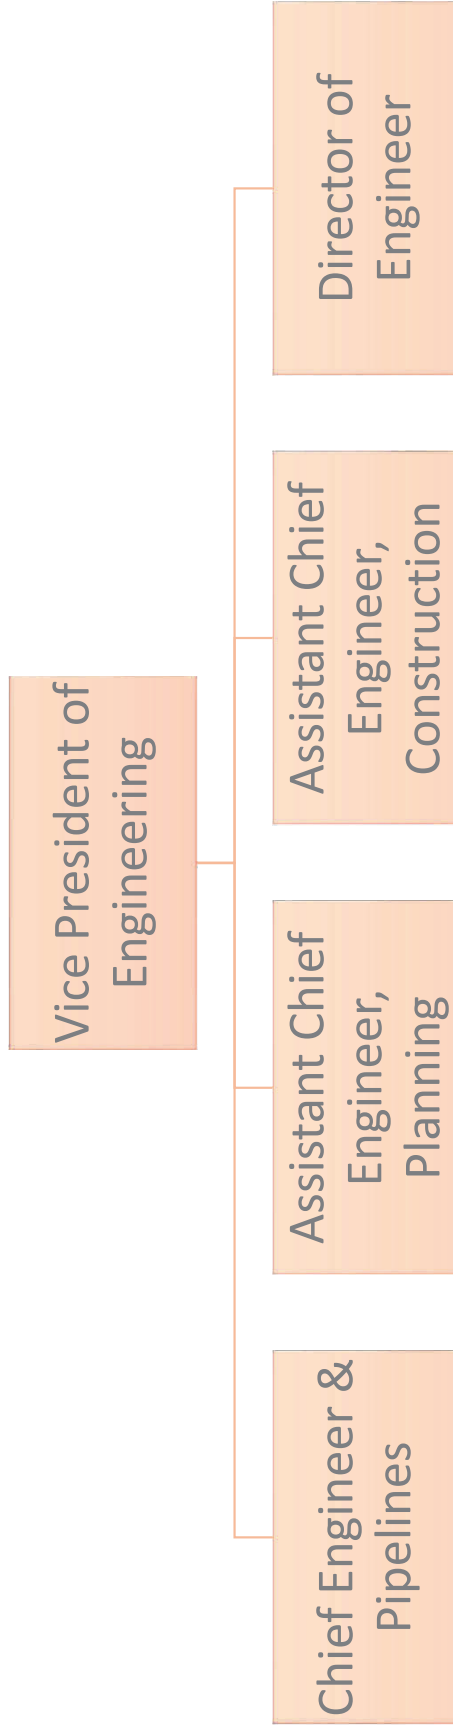 Vice President of
Engineering
Chief Engineer &
Pipelines
Assistant Chief
Engineer,
Planning
Assistant Chief
Engineer,
Construction
Director of
Engineer